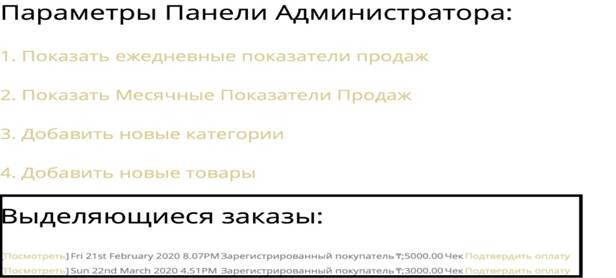 Параметры Панели Администратора:
1. Показать ежедневные показатели продаж
2. Показать Месячные Показатели Продаж
3. Добавить новые категории
4. Добавить новые товары
Выделяющиеся заказы:
[Посмотреть] Fri 21st February 2020 8.07PM Зарегистрированный покупатель ₸;5000.00 Чек Подтвердить оплату
[Посмотреть] Sun 22nd March 2020 4.51PM Зарегистрированный покупатель ₸;3000.00 Чек Подтвердить оплату